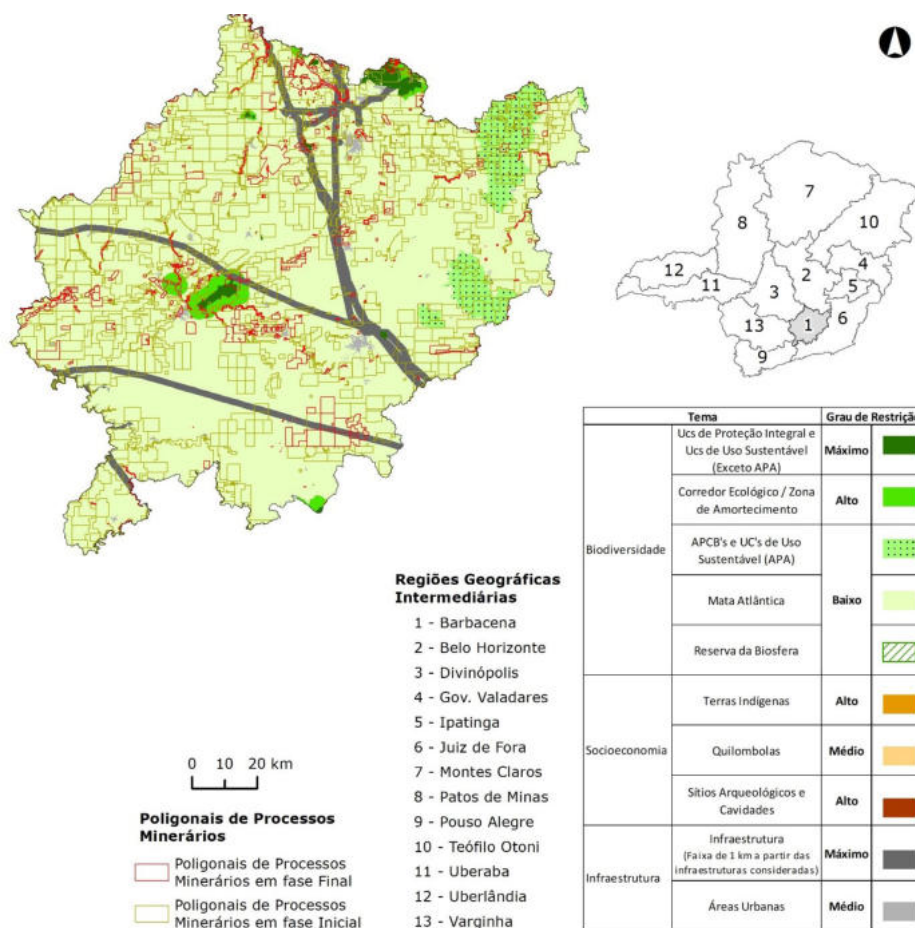 7
8
10
12
11
2
4
5
3
6
13
1
9
Tema
Grau de Restrição
Ucs de Proteção Integral e
Ucs de Uso Sustentável
(Exceto APA)
Máximo
Corredor Ecológico / Zona
de Amortecimento
Alto
Biodiversidade
APCB's e UC's de Uso
Sustentável (APA)
Mata Atlântica
Baixo
Reserva da Biosfera
Terras Indígenas
Alto
Socioeconomia
Quilombolas
Médio
Sítios Arqueológicos e
Cavidades
Alto
Infraestrutura
Infraestrutura
(Faixa de 1 km a partir das
infraestruturas consideradas)
Máximo
Áreas Urbanas
Médio
Regiões Geográficas
Intermediárias
1 - Barbacena
2 - Belo Horizonte
3 - Divinópolis
4 - Gov. Valadares
5 - Ipatinga
6 - Juiz de Fora
7 - Montes Claros
8 - Patos de Minas
9 - Pouso Alegre
10 - Teófilo Otoni
11 - Uberaba
12 - Uberlândia
13 - Varginha
0 10 20 km
Poligonais de Processos
Minerários
Poligonais de Processos
Minerários em fase Final
Poligonais de Processos
Minerários em fase Inicial